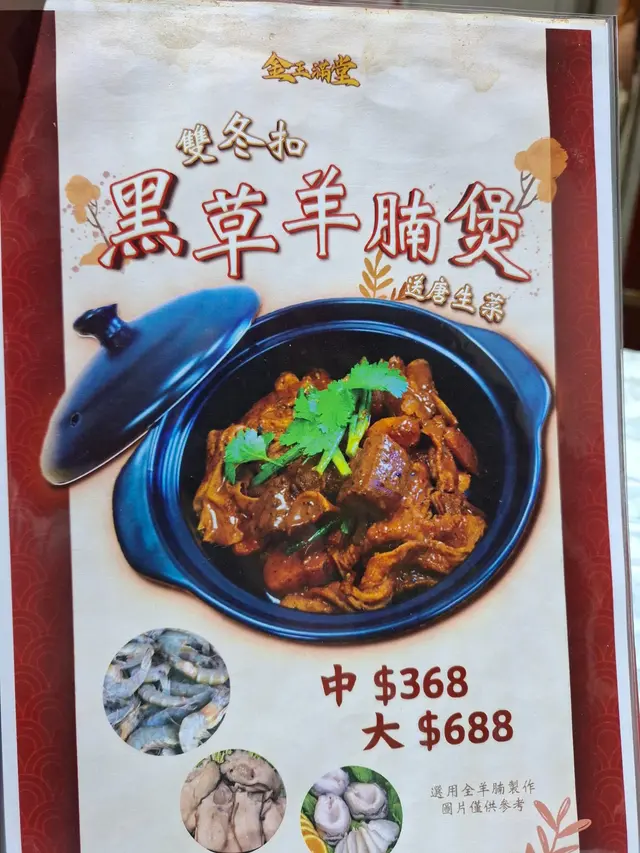 金玉滿堂
雙冬扣
黑草羊腩煲
送唐生菜
中 $368
大 $688
選用全羊腩製作
圖片僅供參考